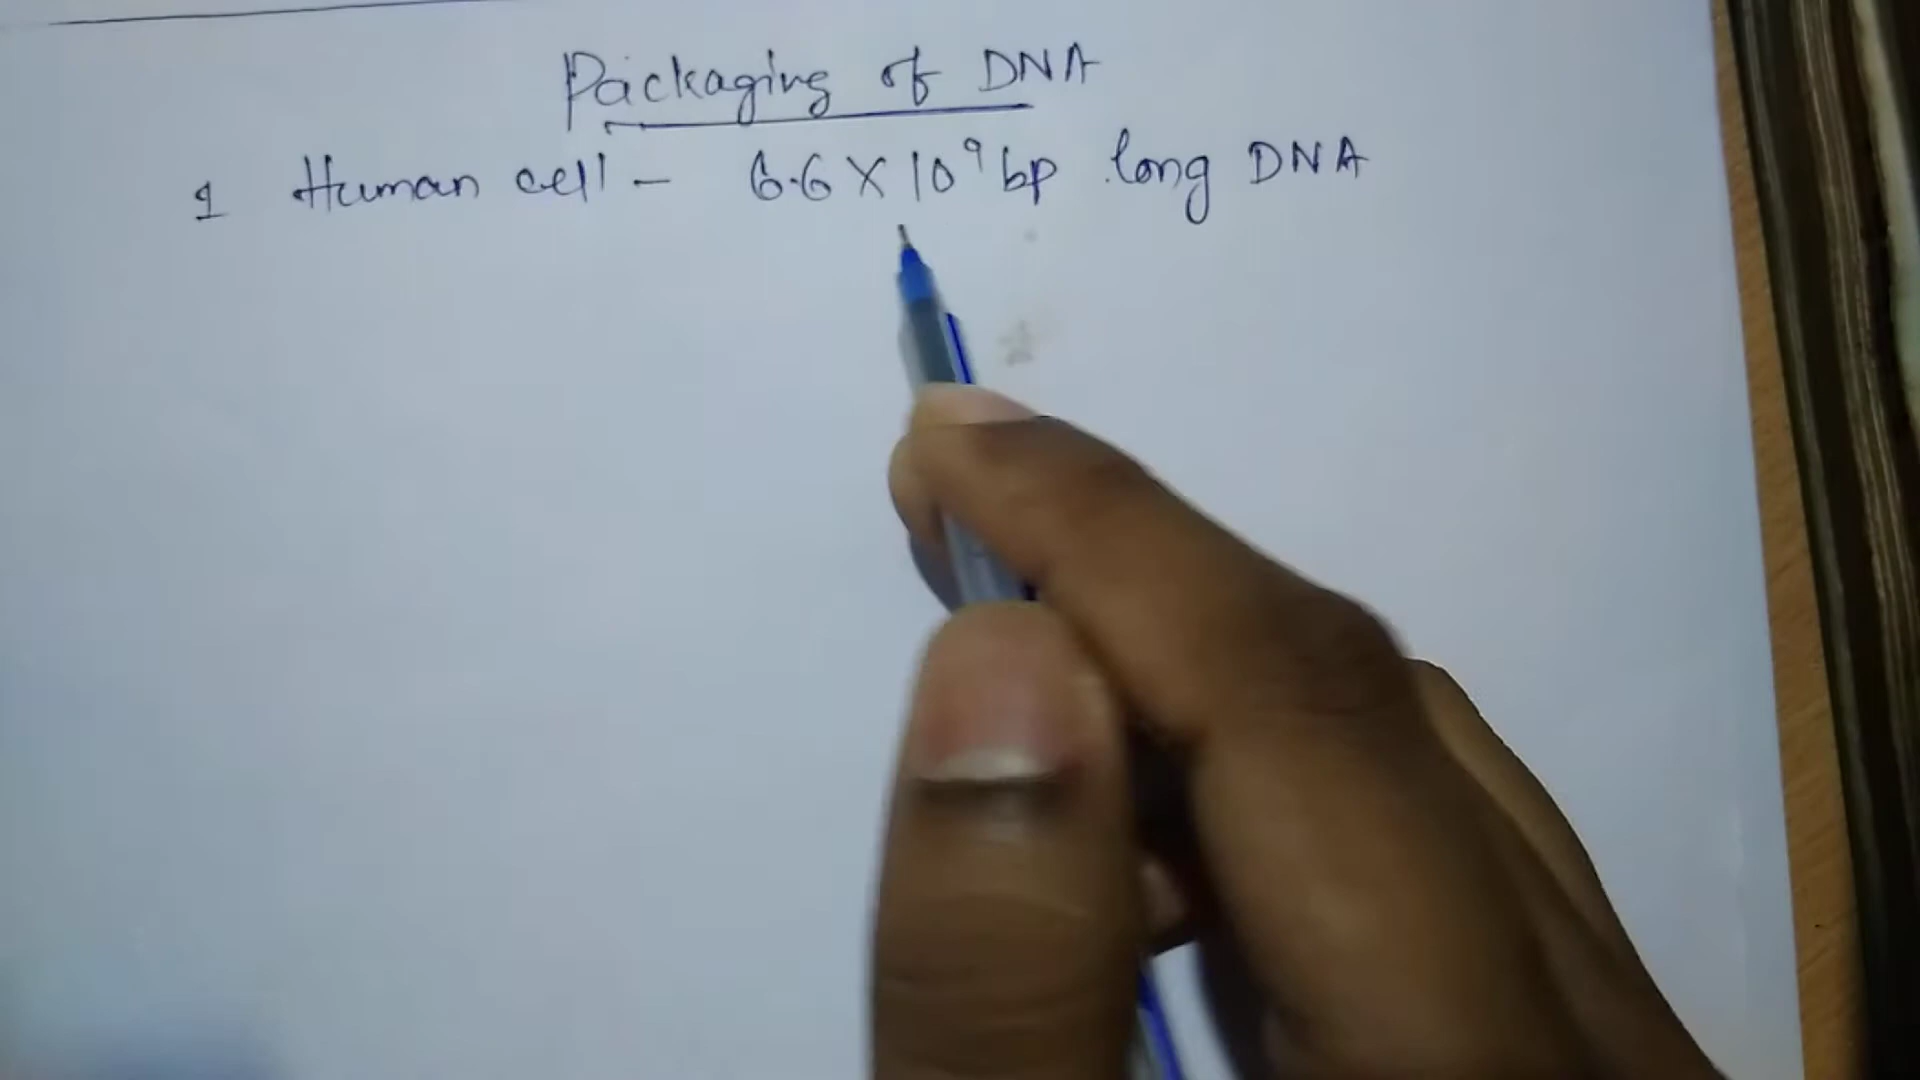 Packaging of DNA
1 Human cell - 6.6 X 10⁹ bp long DNA